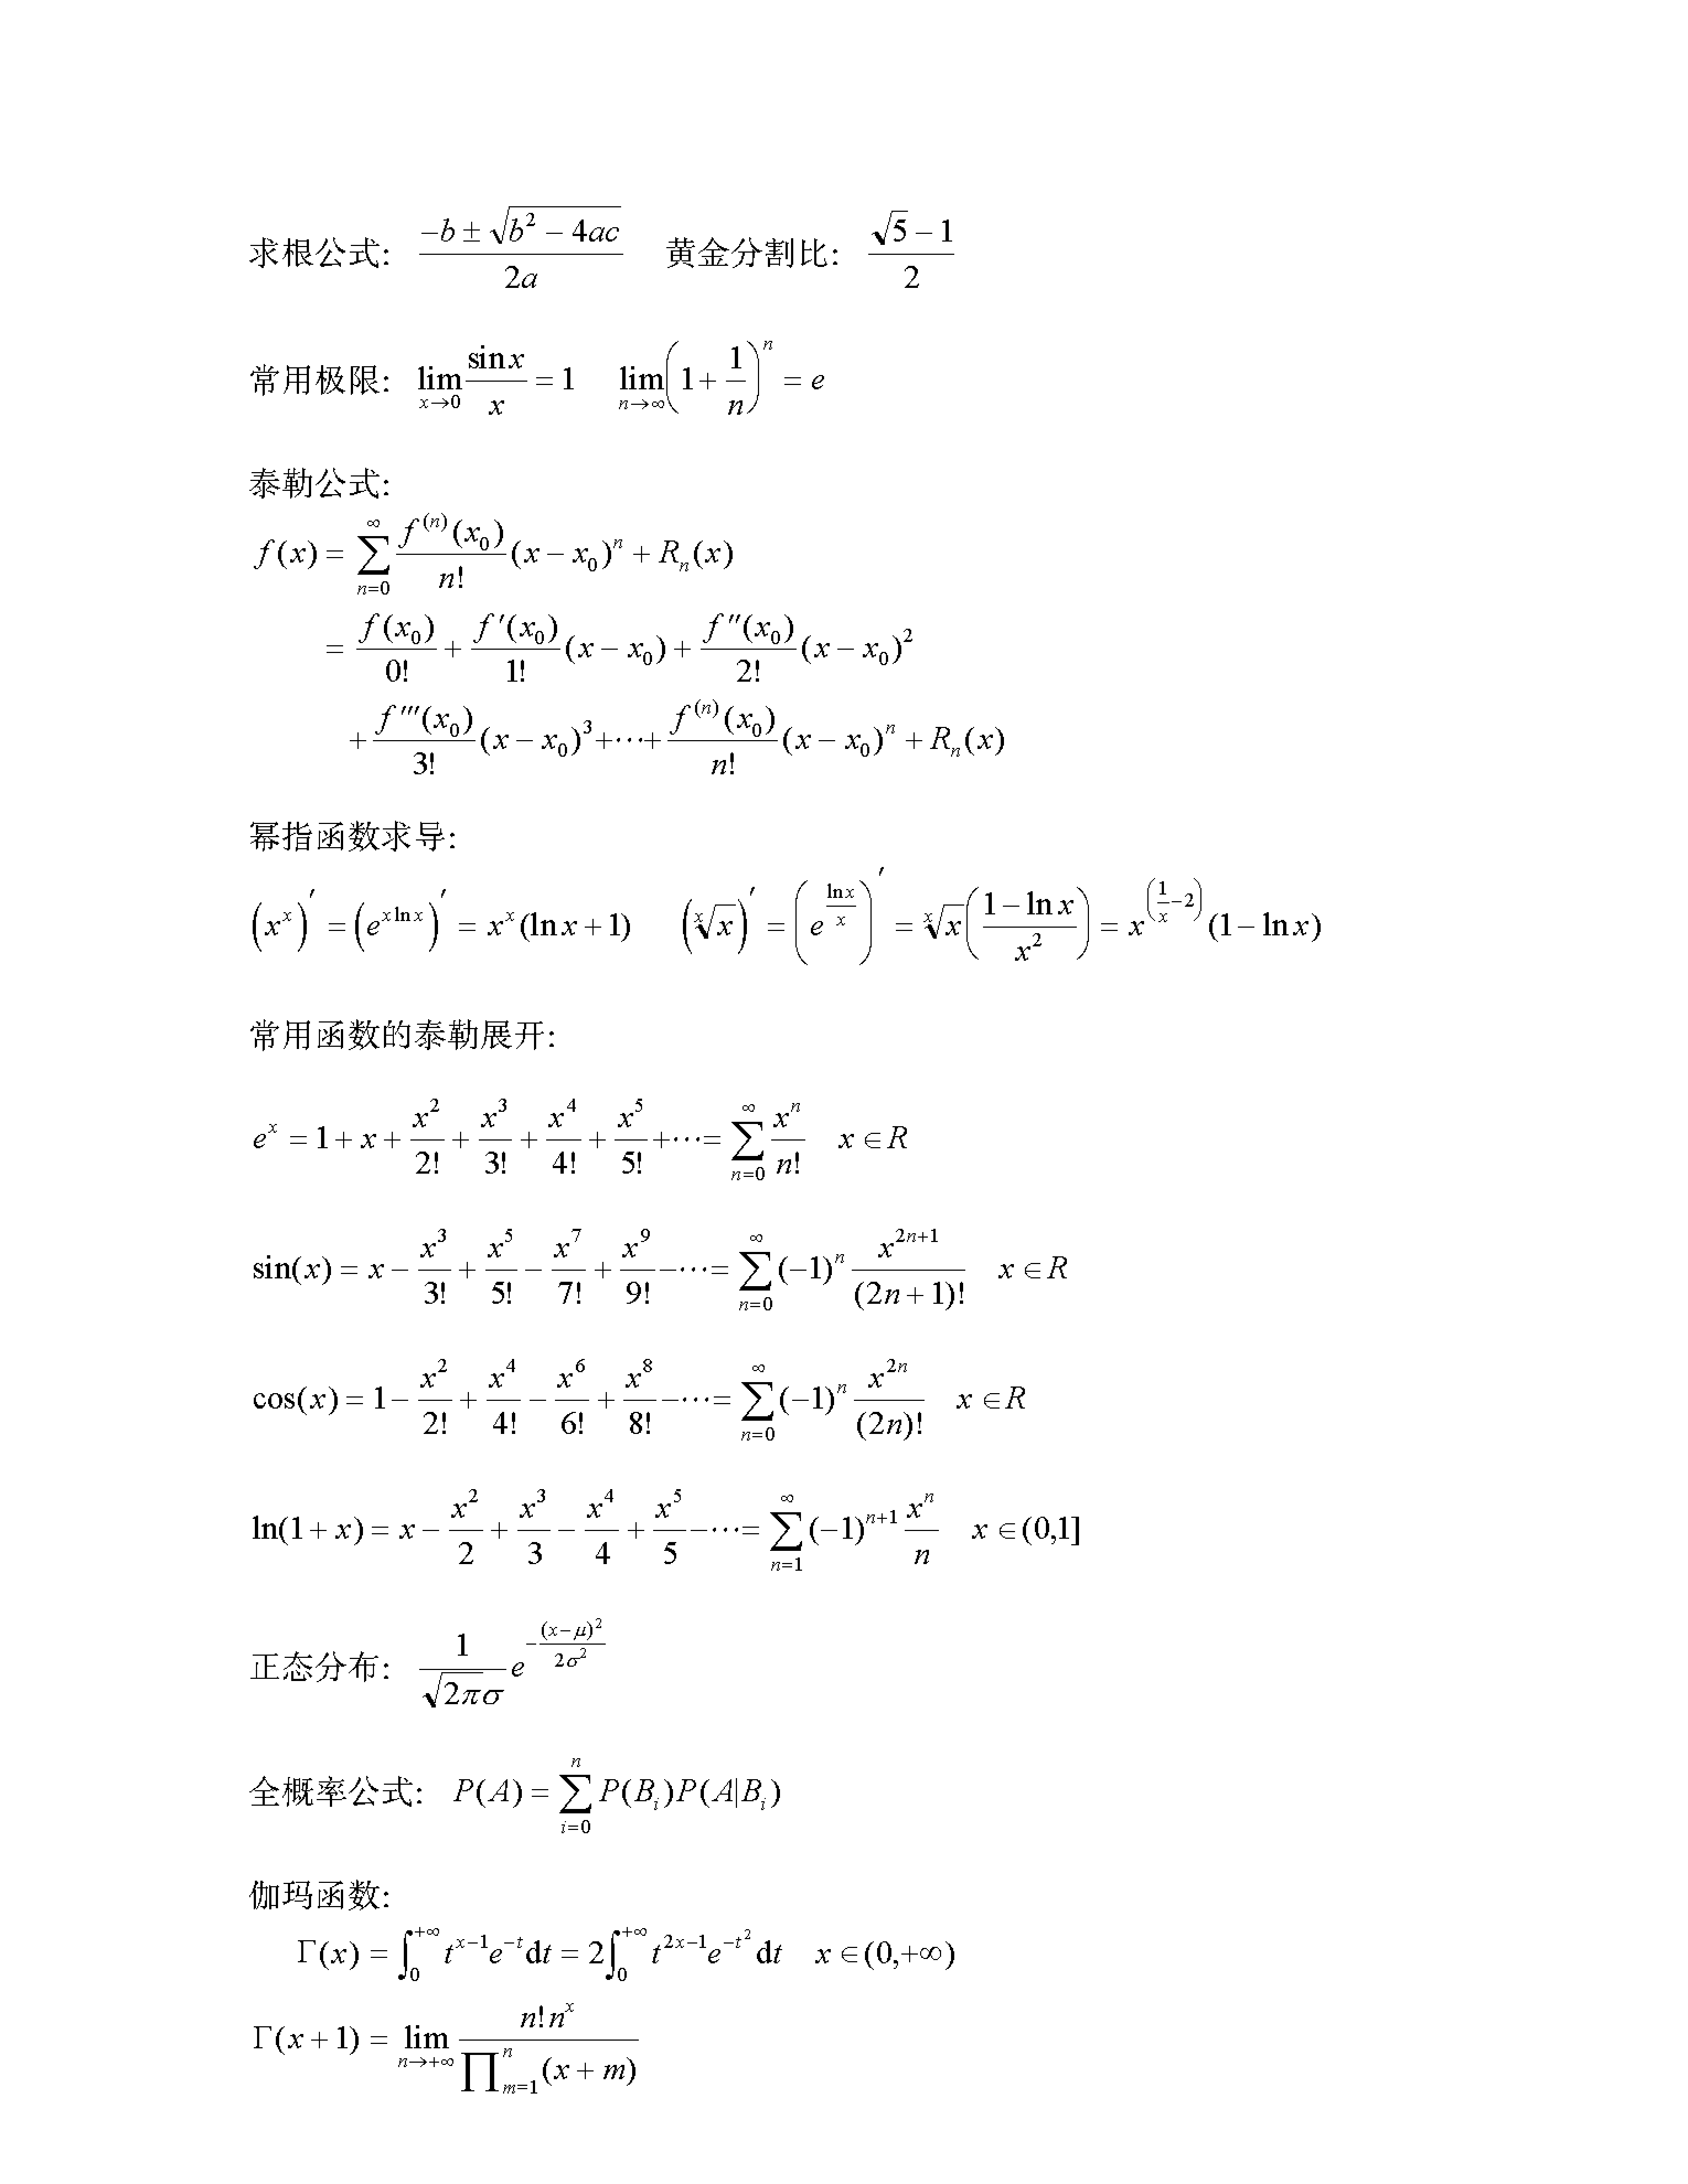 求根公式: $\frac{-b \pm \sqrt{b^2 - 4ac}}{2a}$ 黄金分割比: $\frac{\sqrt{5} - 1}{2}$
常用极限: $\lim_{x \to 0} \frac{\sin x}{x} = 1$ $\lim_{n \to \infty} \left(1 + \frac{1}{n}\right)^n = e$
泰勒公式:
$f(x) = \sum_{n=0}^{\infty} \frac{f^{(n)}(x_0)}{n!}(x - x_0)^n + R_n(x)$
$= \frac{f(x_0)}{0!} + \frac{f'(x_0)}{1!}(x - x_0) + \frac{f''(x_0)}{2!}(x - x_0)^2$
$+ \frac{f'''(x_0)}{3!}(x - x_0)^3 + \cdots + \frac{f^{(n)}(x_0)}{n!}(x - x_0)^n + R_n(x)$
幂指函数求导:
$\left(x^x\right)' = \left(e^{x \ln x}\right)' = x^x(\ln x + 1)$ $\left(\sqrt[x]{x}\right)' = \left(e^{\frac{\ln x}{x}}\right)' = \sqrt[x]{x}\left(\frac{1 - \ln x}{x^2}\right) = x^{\left(\frac{1}{x} - 2\right)}(1 - \ln x)$
常用函数的泰勒展开:
$e^x = 1 + x + \frac{x^2}{2!} + \frac{x^3}{3!} + \frac{x^4}{4!} + \frac{x^5}{5!} + \cdots = \sum_{n=0}^{\infty} \frac{x^n}{n!}$ $x \in R$
$\sin(x) = x - \frac{x^3}{3!} + \frac{x^5}{5!} - \frac{x^7}{7!} + \frac{x^9}{9!} - \cdots = \sum_{n=0}^{\infty} (-1)^n \frac{x^{2n+1}}{(2n+1)!}$ $x \in R$
$\cos(x) = 1 - \frac{x^2}{2!} + \frac{x^4}{4!} - \frac{x^6}{6!} + \frac{x^8}{8!} - \cdots = \sum_{n=0}^{\infty} (-1)^n \frac{x^{2n}}{(2n)!}$ $x \in R$
$\ln(1 + x) = x - \frac{x^2}{2} + \frac{x^3}{3} - \frac{x^4}{4} + \frac{x^5}{5} - \cdots = \sum_{n=1}^{\infty} (-1)^{n+1} \frac{x^n}{n}$ $x \in (0,1]$
正态分布: $\frac{1}{\sqrt{2\pi}\sigma} e^{-\frac{(x-\mu)^2}{2\sigma^2}}$
全概率公式: $P(A) = \sum_{i=0}^{n} P(B_i)P(A|B_i)$
伽玛函数:
$\Gamma(x) = \int_0^{+\infty} t^{x-1}e^{-t}\mathrm{d}t = 2\int_0^{+\infty} t^{2x-1}e^{-t^2}\mathrm{d}t$ $x \in (0,+\infty)$
$\Gamma(x + 1) = \lim_{n \to +\infty} \frac{n!\, n^x}{\prod_{m=1}^{n}(x + m)}$